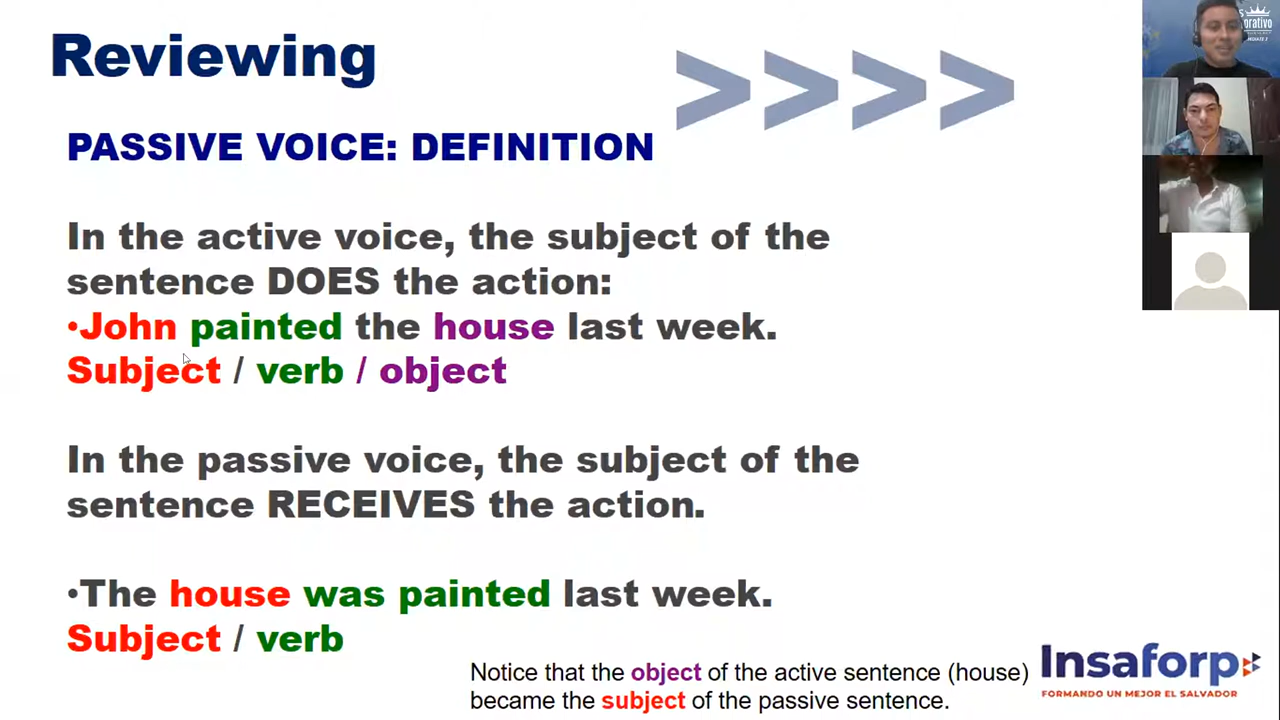 Reviewing
>>>>
PASSIVE VOICE: DEFINITION
In the active voice, the subject of the
sentence DOES the action:
•John painted the house last week.
Subject / verb / object
In the passive voice, the subject of the
sentence RECEIVES the action.
•The house was painted last week.
Subject / verb
Notice that the object of the active sentence (house)
became the subject of the passive sentence.
Insaforp
FORMANDO UN MEJOR EL SALVADOR